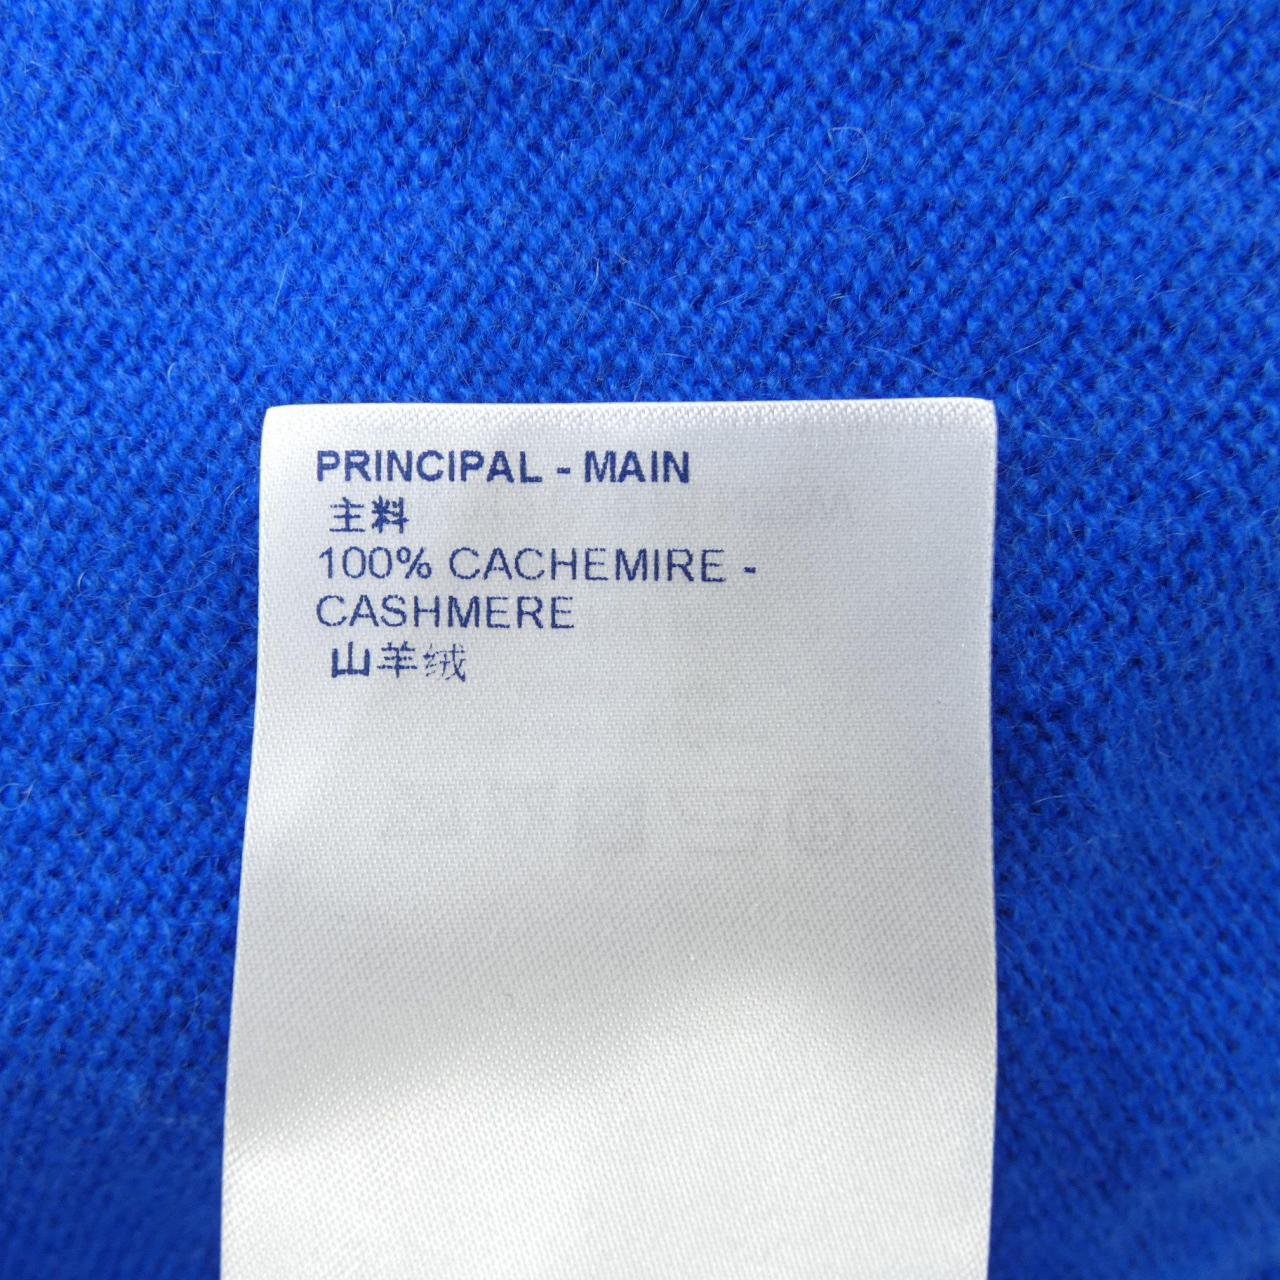 PRINCIPAL - MAIN
主料
100% CACHEMIRE -
CASHMERE
山羊绒